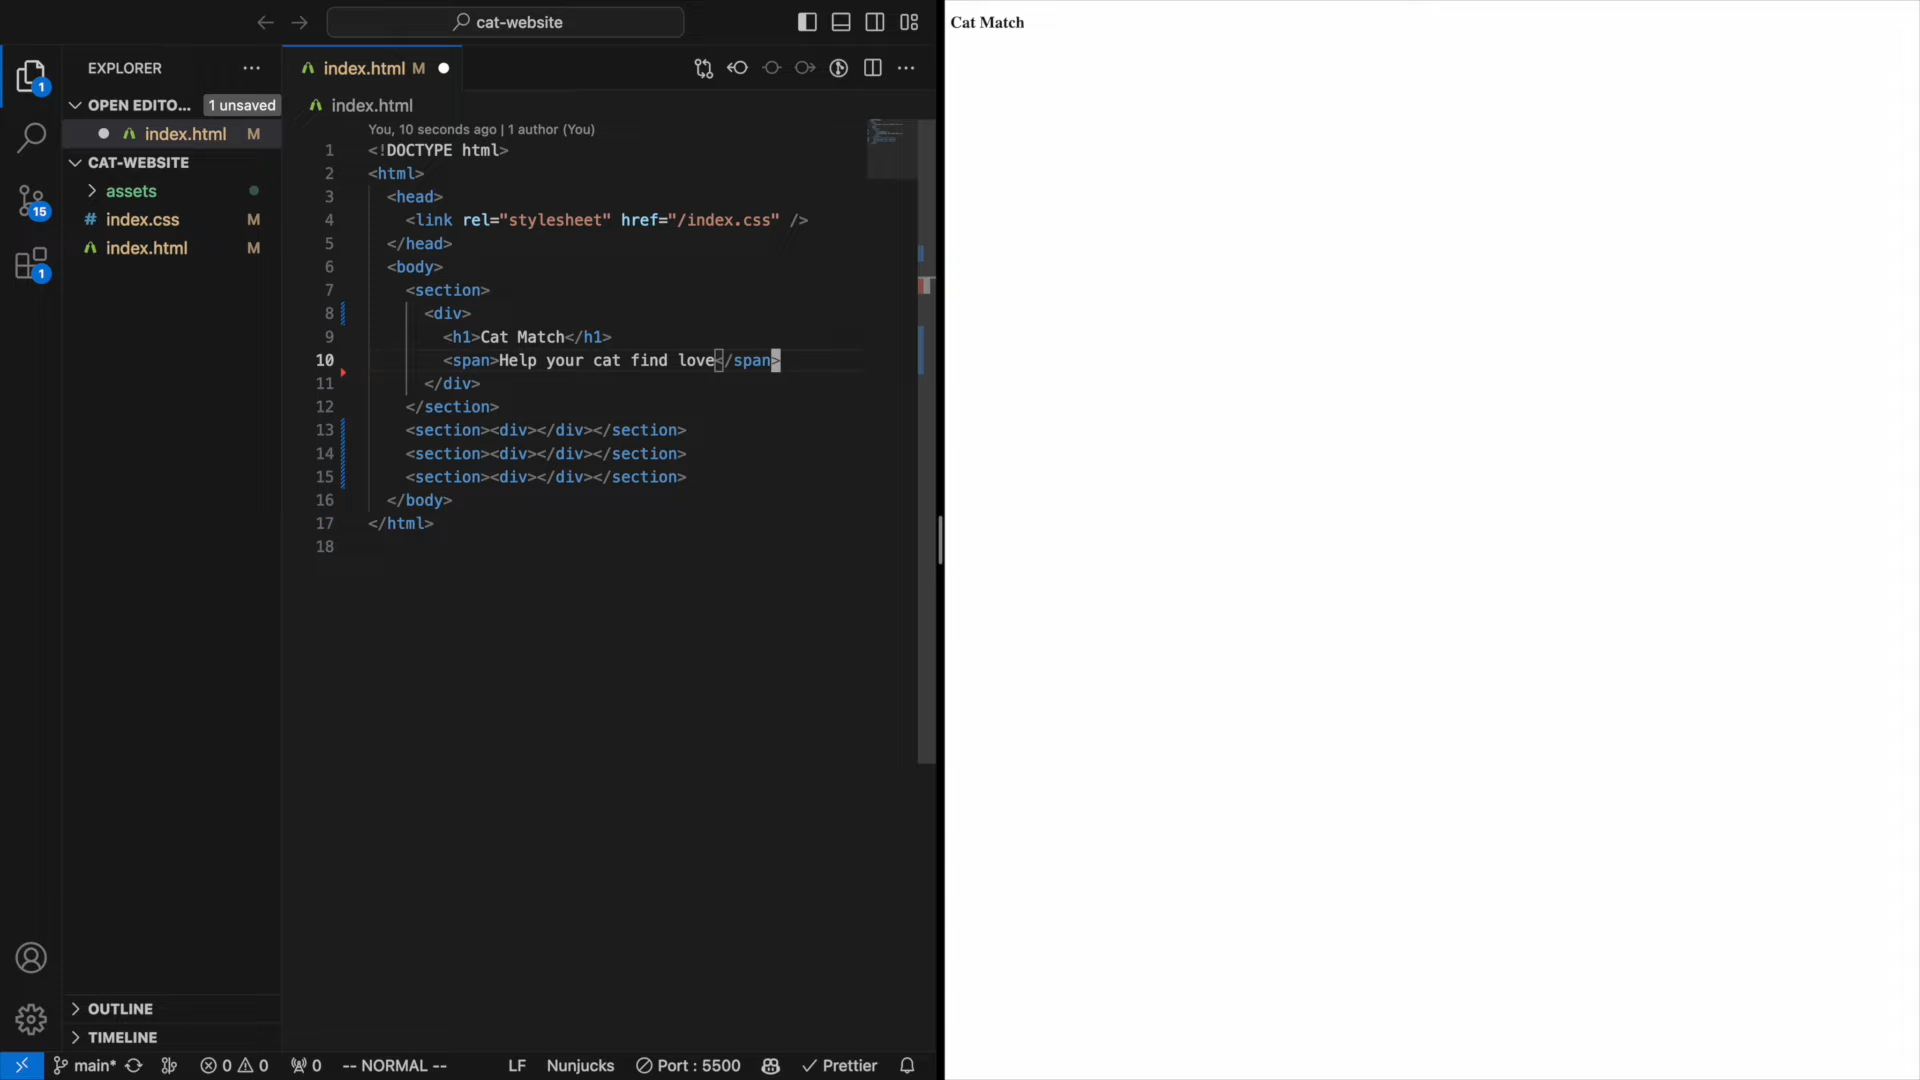 cat-website
EXPLORER
OPEN EDITO... 1 unsaved
index.html M
CAT-WEBSITE
assets
# index.css M
index.html M
OUTLINE
TIMELINE
1
15
1
index.html M
index.html
You, 10 seconds ago | 1 author (You)
1 <!DOCTYPE html>
2 <html>
3 <head>
4 <link rel="stylesheet" href="/index.css" />
5 </head>
6 <body>
7 <section>
8 <div>
9 <h1>Cat Match</h1>
10 <span>Help your cat find love</span>
11 </div>
12 </section>
13 <section><div></div></section>
14 <section><div></div></section>
15 <section><div></div></section>
16 </body>
17 </html>
18
main* 0 0 0 -- NORMAL -- LF Nunjucks Port : 5500 Prettier
Cat Match